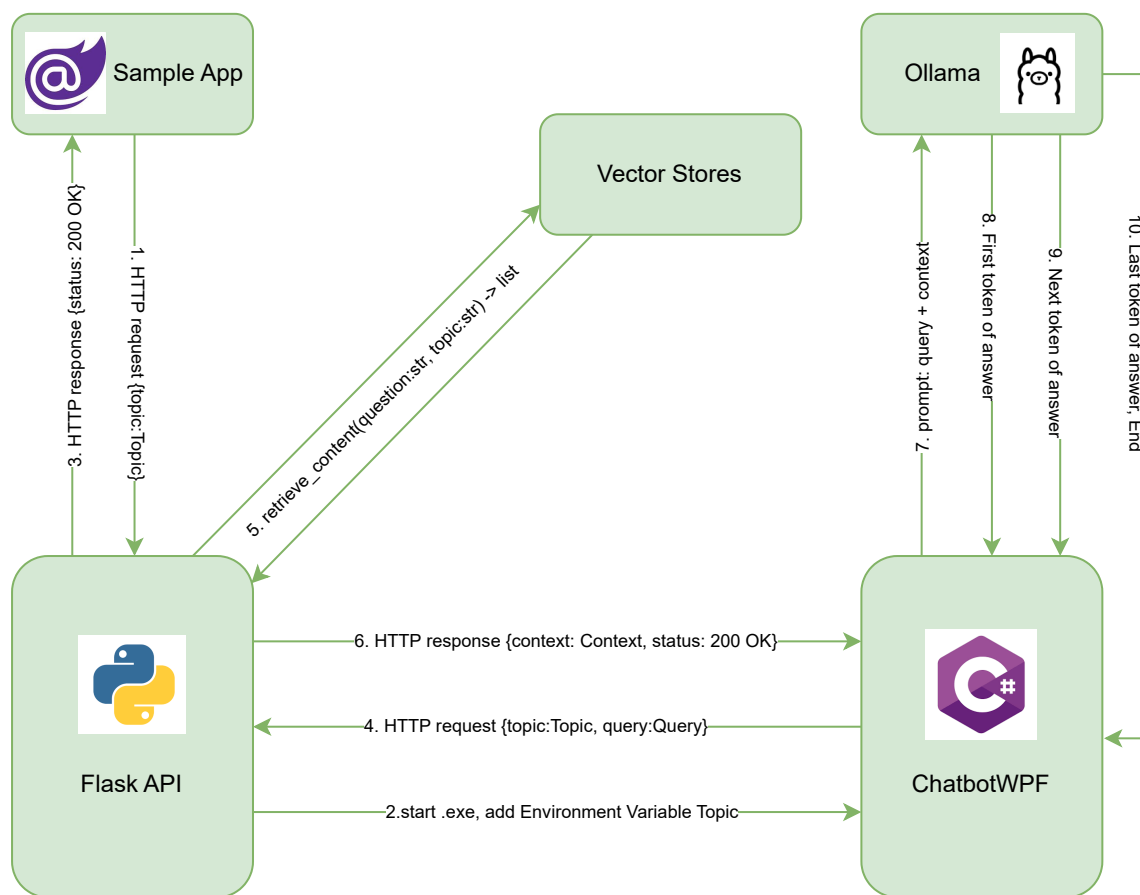 Sample App
Ollama
Vector Stores
3. HTTP response {status: 200 OK}
1. HTTP request {topic:Topic}
5. retrieve_content(question:str, topic:str) -> list
7. prompt: query + context
8. First token of answer
9. Next token of answer
10. Last token of answer, End
6. HTTP response {context: Context, status: 200 OK}
4. HTTP request {topic:Topic, query:Query}
2.start .exe, add Environment Variable Topic
Flask API
C#
ChatbotWPF